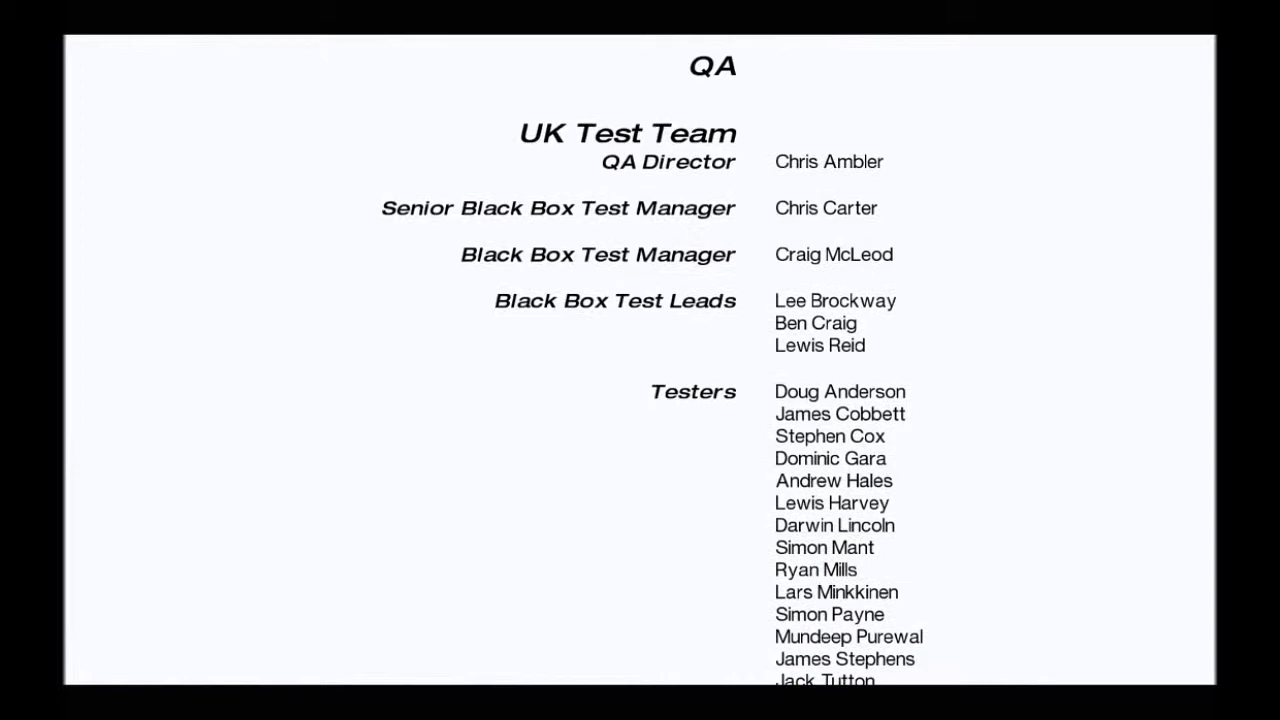 QA
UK Test Team
QA Director Chris Ambler
Senior Black Box Test Manager Chris Carter
Black Box Test Manager Craig McLeod
Black Box Test Leads Lee Brockway
Ben Craig
Lewis Reid
Testers Doug Anderson
James Cobbett
Stephen Cox
Dominic Gara
Andrew Hales
Lewis Harvey
Darwin Lincoln
Simon Mant
Ryan Mills
Lars Minkkinen
Simon Payne
Mundeep Purewal
James Stephens
Jack Tutton